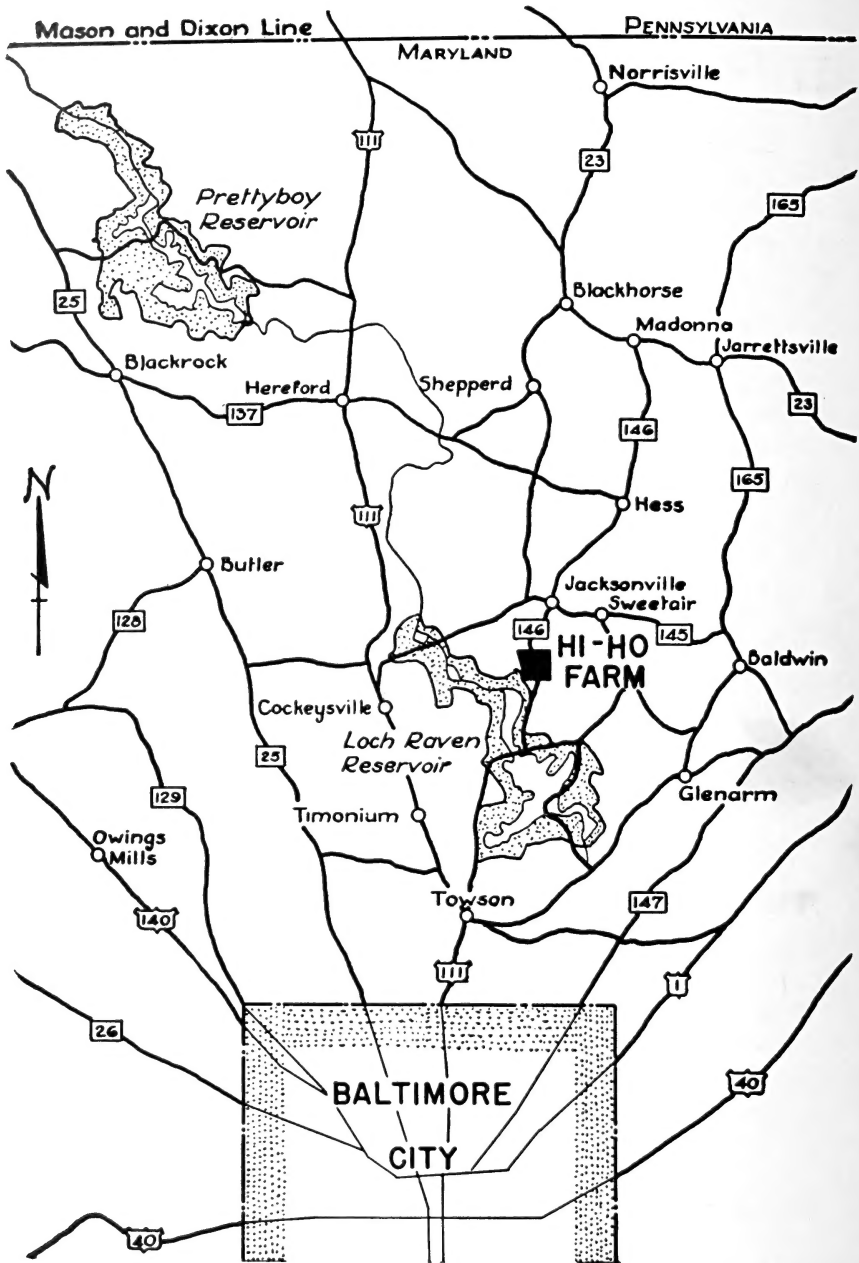 Mason and Dixon Line
PENNSYLVANIA
MARYLAND
Norrisville
111
23
Prettyboy
Reservoir
165
25
Blackhorse
Madonna
Jarrettsville
Blackrock
Hereford
Shepperd
137
23
146
165
N
Hess
111
Butler
Jacksonville
Sweetair
128
146
145
HI-HO
FARM
Baldwin
Cockeysville
Loch Raven
Reservoir
25
129
Glenarm
Timonium
Owings
Mills
Towson
147
140
111
1
26
40
BALTIMORE
CITY
40